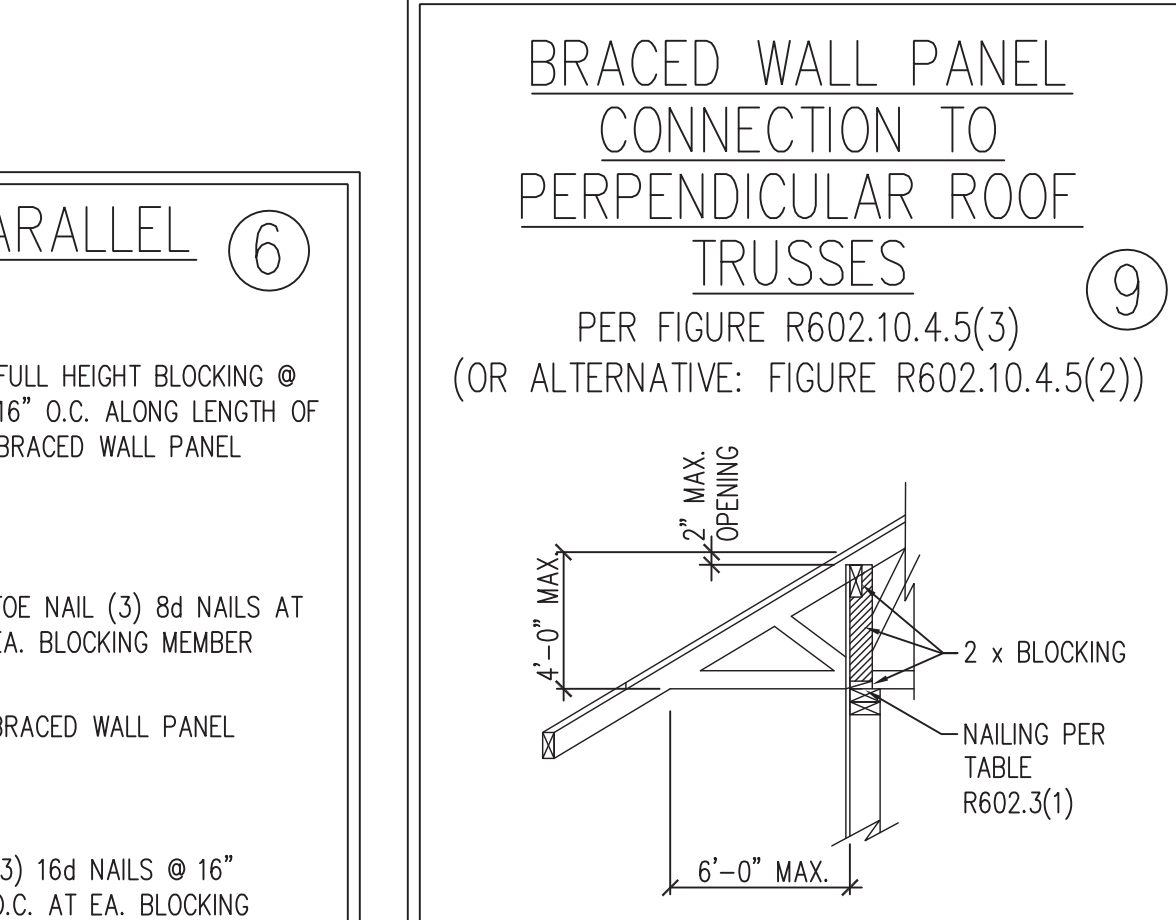 ARALLEL
6
FULL HEIGHT BLOCKING @
16" O.C. ALONG LENGTH OF
BRACED WALL PANEL
TOE NAIL (3) 8d NAILS AT
EA. BLOCKING MEMBER
BRACED WALL PANEL
3) 16d NAILS @ 16"
O.C. AT EA. BLOCKING
BRACED WALL PANEL
CONNECTION TO
PERPENDICULAR ROOF
TRUSSES
9
PER FIGURE R602.10.4.5(3)
(OR ALTERNATIVE: FIGURE R602.10.4.5(2))
2" MAX.
OPENING
4'-0" MAX.
2 x BLOCKING
NAILING PER
TABLE
R602.3(1)
6'-0" MAX.